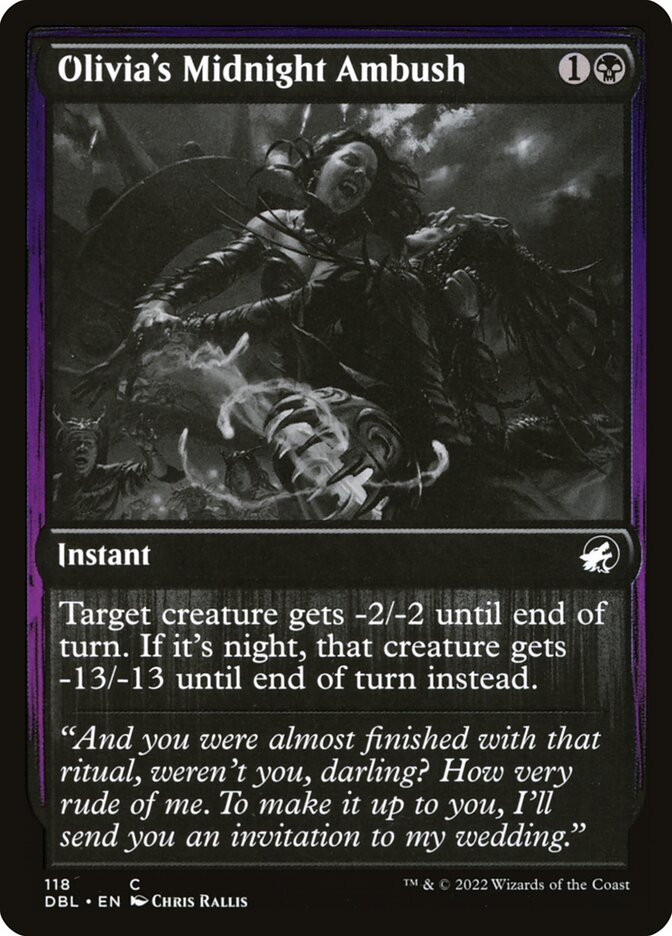 Olivia's Midnight Ambush 1
Instant
Target creature gets -2/-2 until end of
turn. If it's night, that creature gets
-13/-13 until end of turn instead.
“And you were almost finished with that
ritual, weren't you, darling? How very
rude of me. To make it up to you, I'll
send you an invitation to my wedding.”
118 C
DBL • EN Chris Rallis
™ & © 2022 Wizards of the Coast